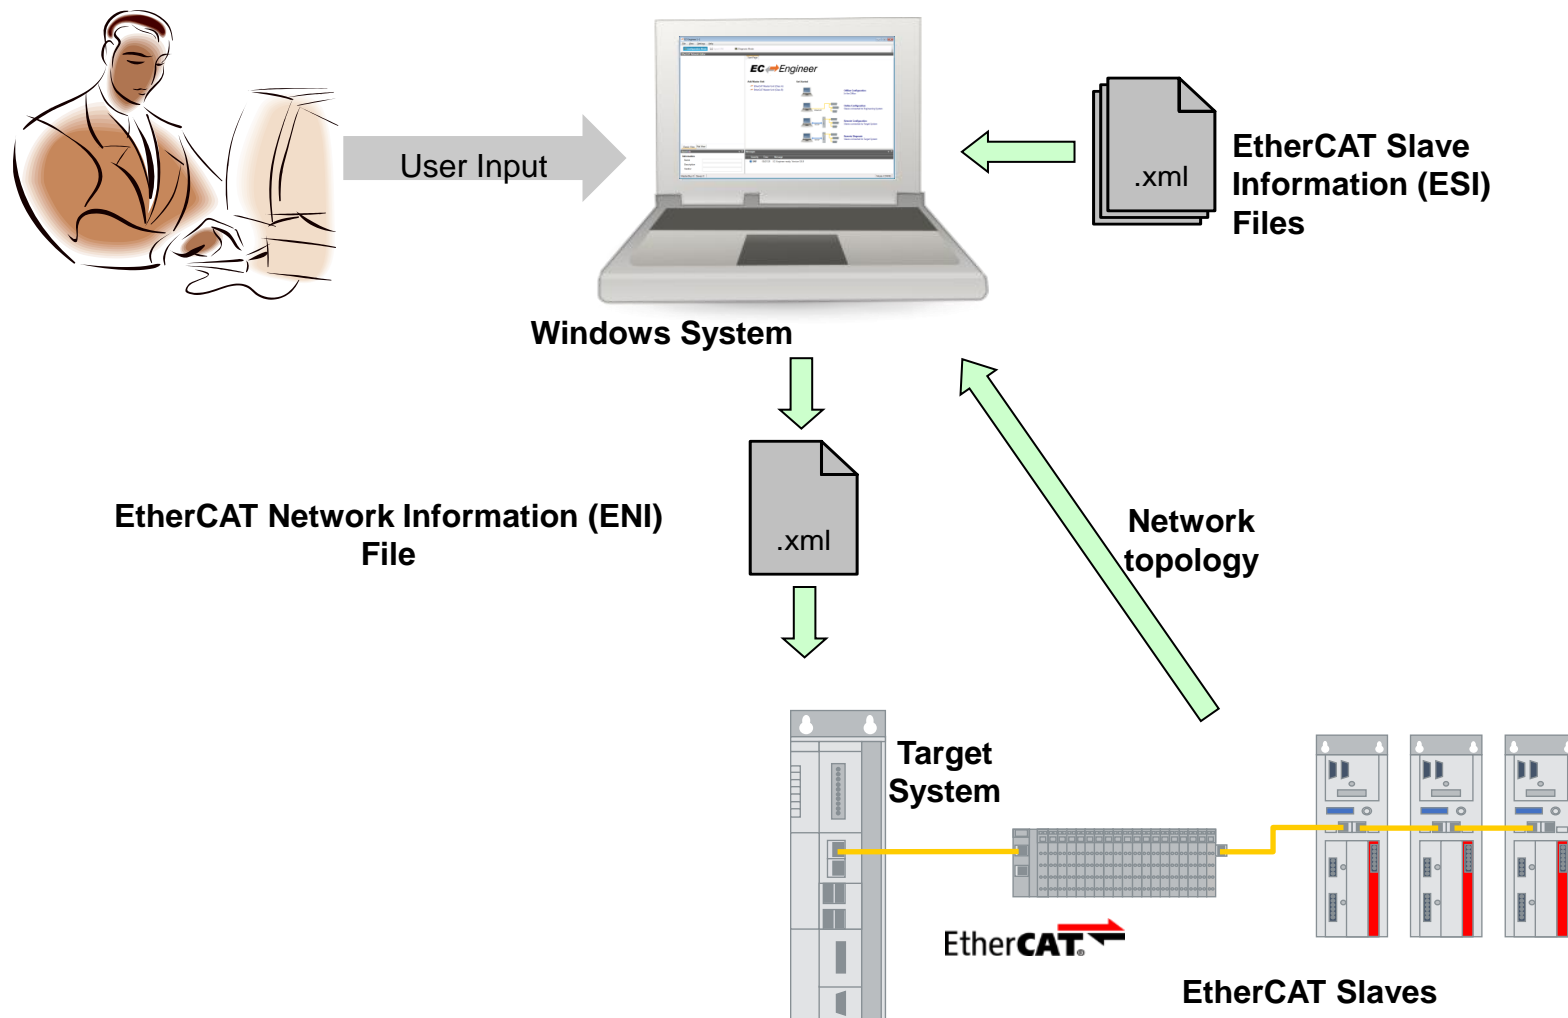 EC Engineer
User Input
.xml
EtherCAT Slave
Information (ESI)
Files
Windows System
EtherCAT Network Information (ENI)
File
.xml
Network
topology
Target
System
EtherCAT®
EtherCAT Slaves